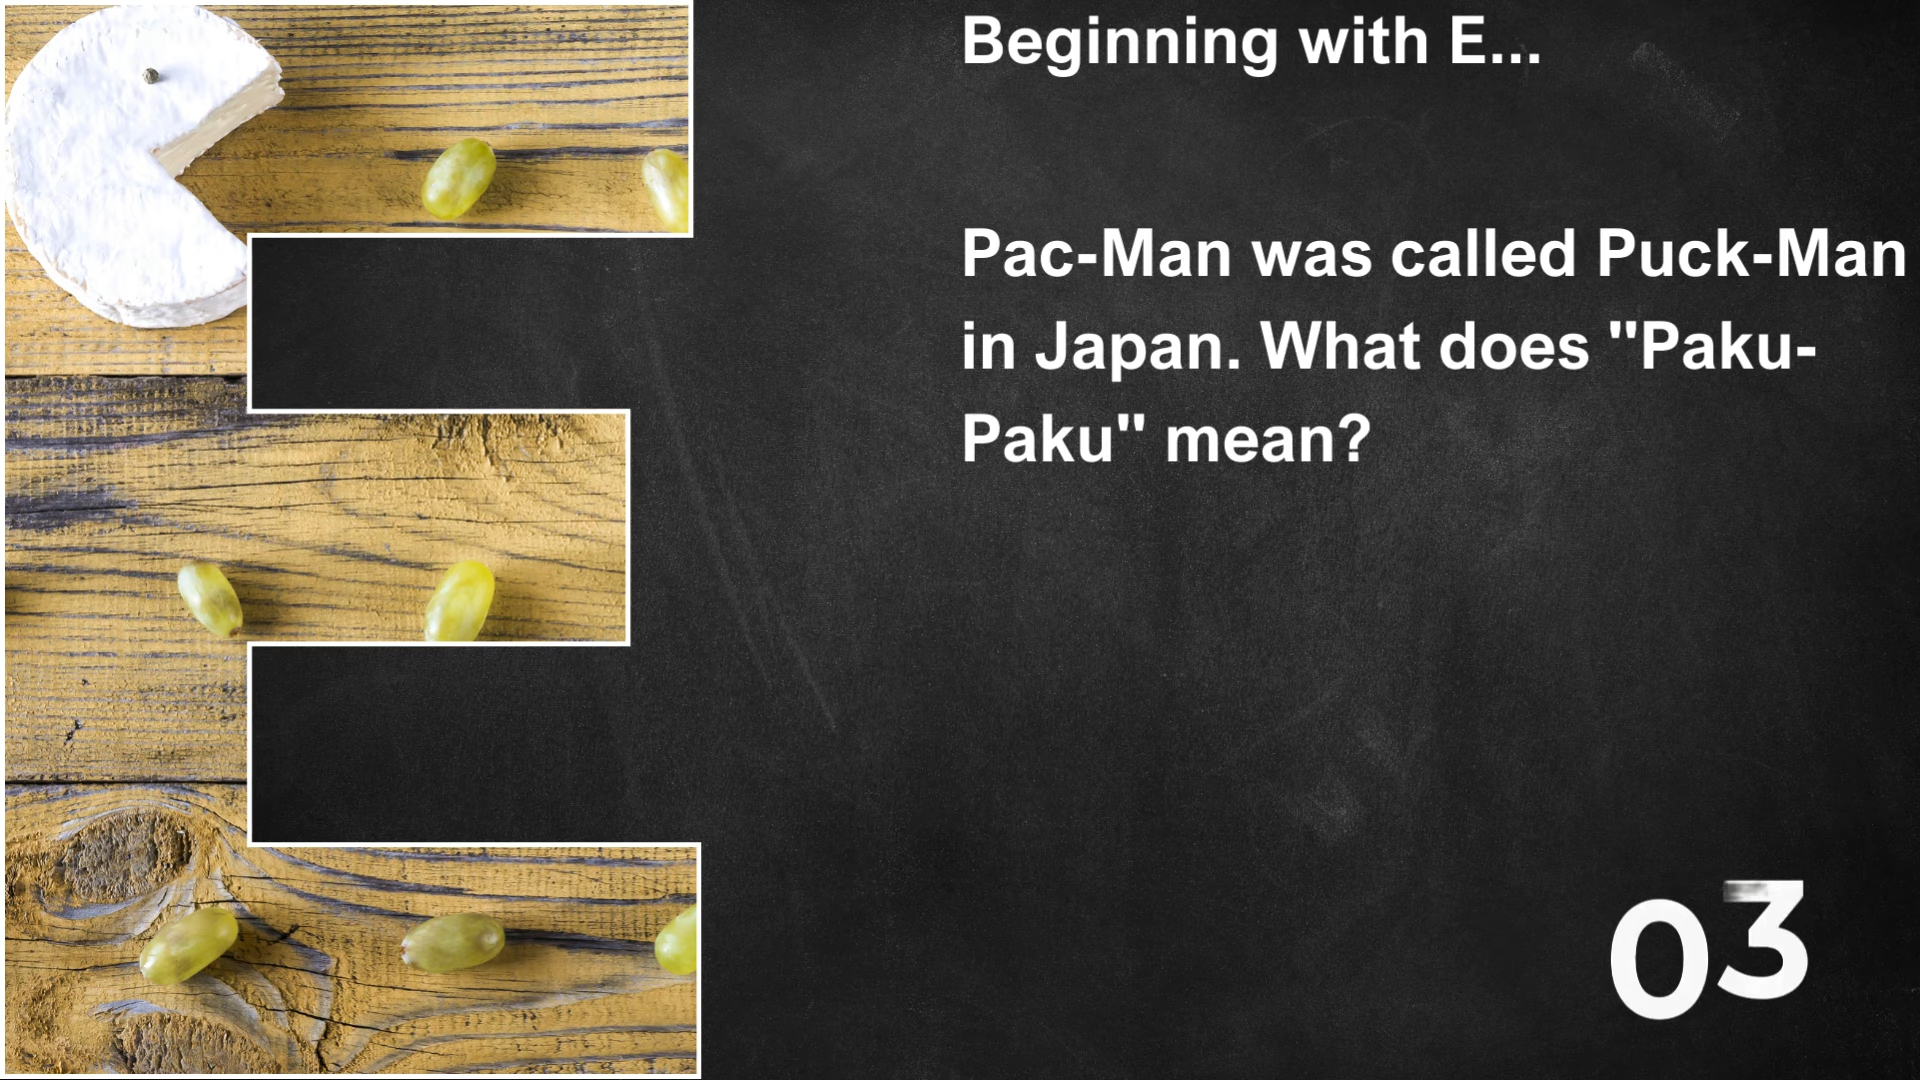 Beginning with E...
Pac-Man was called Puck-Man
in Japan. What does "Paku-
Paku" mean?
03